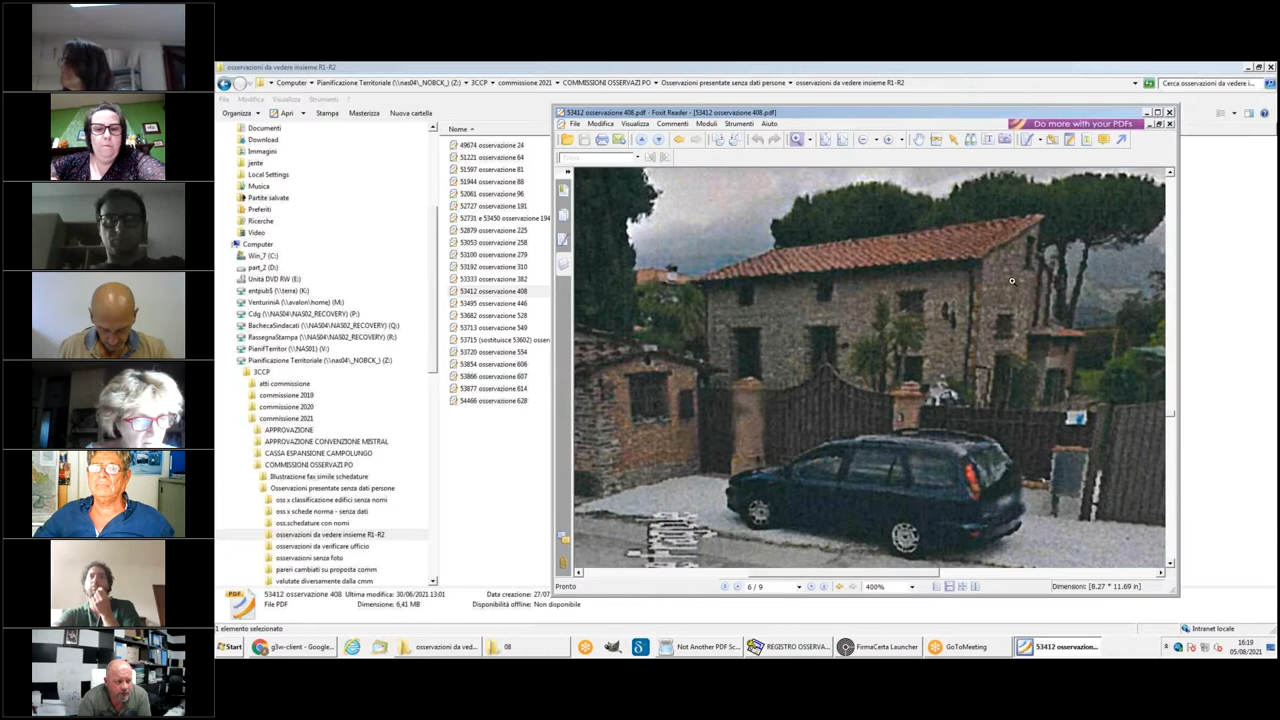 osservazioni da vedere insieme R1-R2
Computer ▸ Pianificazione Territoriale (\\nas04\_NOBCK_) (Z:) ▸ 3CCP ▸ commissione 2021 ▸ COMMISSIONI OSSERVAZI PO ▸ Osservazioni presentate senza dati persone ▸ osservazioni da vedere insieme R1-R2
Cerca osservazioni da vedere in...
File Modifica Visualizza Strumenti ?
Organizza Apri Stampa Masterizza Nuova cartella
Documenti
Download
Immagini
jente
Local Settings
Musica
Partite salvate
Preferiti
Ricerche
Video
Computer
Win_7 (C:)
part_2 (D:)
Unità DVD RW (E:)
entpub$ (\\terra) (K:)
VenturiniA (\\avalon\home) (M:)
Cdg (\\NAS04\NAS02_RECOVERY) (P:)
BachecaSindacati (\\NAS04\NAS02_RECOVERY) (Q:)
RassegnaStampa (\\NAS04\NAS02_RECOVERY) (R:)
PianifTerritor (\\NAS01) (V:)
Pianificazione Territoriale (\\nas04\_NOBCK_) (Z:)
3CCP
atti commissione
commissione 2019
commissione 2020
commissione 2021
APPROVAZIONE
APPROVAZIONE CONVENZIONE MISTRAL
CASSA ESPANSIONE CAMPOLUNGO
COMMISSIONI OSSERVAZI PO
Illustrazione fax simile schedature
Osservazioni presentate senza dati persone
oss x classificazione edifici senza nomi
oss x schede norma - senza dati
oss.schedature con nomi
osservazioni da vedere insieme R1-R2
osservazioni da verificare ufficio
osservazioni senza foto
pareri cambiati su proposta comm
valutate diversamente dalla cmm
Nome
49674 osservazione 24
51221 osservazione 64
51597 osservazione 81
51944 osservazione 88
52061 osservazione 96
52727 osservazione 191
52731 e 53450 osservazione 194
52879 osservazione 225
53053 osservazione 258
53100 osservazione 279
53192 osservazione 310
53333 osservazione 382
53412 osservazione 408
53495 osservazione 446
53682 osservazione 528
53713 osservazione 549
53715 (sostituisce 53602) osserv
53720 osservazione 554
53854 osservazione 606
53866 osservazione 607
53877 osservazione 614
54466 osservazione 628
53412 osservazione 408.pdf - Foxit Reader - [53412 osservazione 408.pdf]
File Modifica Visualizza Commenti Moduli Strumenti Aiuto
Do more with your PDFs
Trova
Pronto
6 / 9
400%
Dimensioni: [8.27 * 11.69 in]
PDF
53412 osservazione 408 Ultima modifica: 30/06/2021 13:01 Data creazione: 27/07
File PDF Dimensione: 6,41 MB Disponibilità offline: Non disponibile
1 elemento selezionato
Intranet locale
Start
g3w-client - Google...
osservazioni da ved...
08
Not Another PDF Sc...
REGISTRO OSSERVA...
FirmaCerta Launcher
GoToMeeting
53412 osservazion...
16:19
05/08/2021